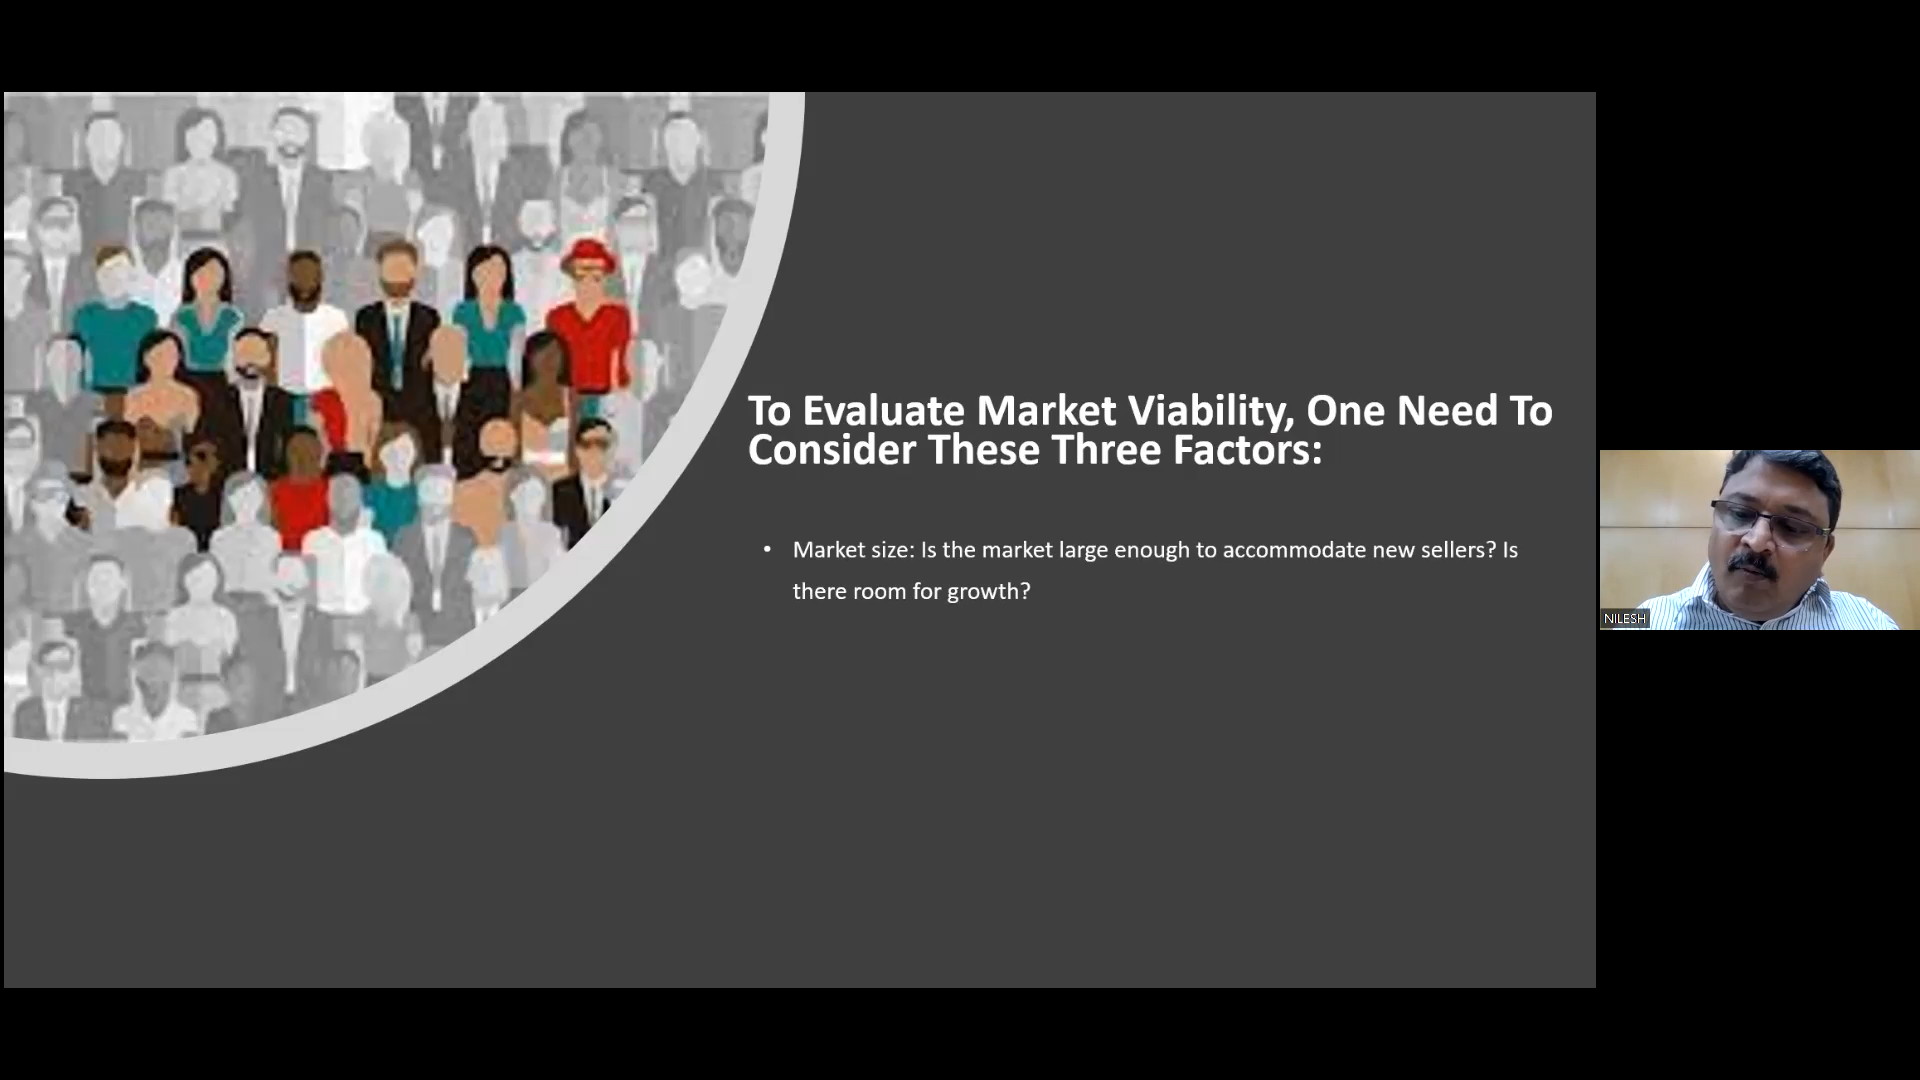 To Evaluate Market Viability, One Need To
Consider These Three Factors:
• Market size: Is the market large enough to accommodate new sellers? Is
there room for growth?
NILESH